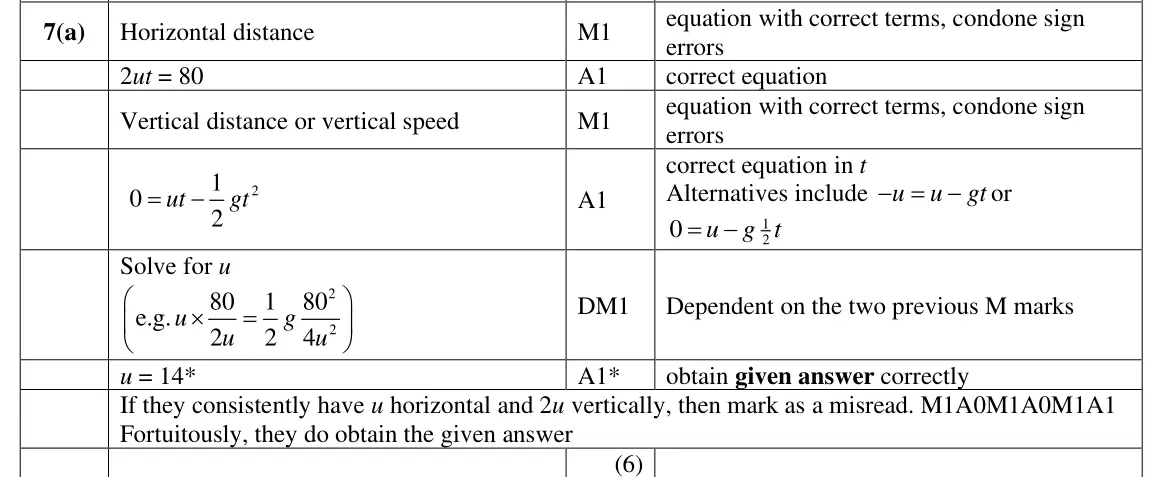 7(a) Horizontal distance M1 equation with correct terms, condone sign errors
2ut = 80 A1 correct equation
Vertical distance or vertical speed M1 equation with correct terms, condone sign errors
0 = ut − 1/2 gt² A1 correct equation in t
Alternatives include −u = u − gt or
0 = u − g ½t
Solve for u
(e.g. u × 80/2u = 1/2 g 80²/4u²) DM1 Dependent on the two previous M marks
u = 14* A1* obtain given answer correctly
If they consistently have u horizontal and 2u vertically, then mark as a misread. M1A0M1A0M1A1
Fortuitously, they do obtain the given answer
(6)